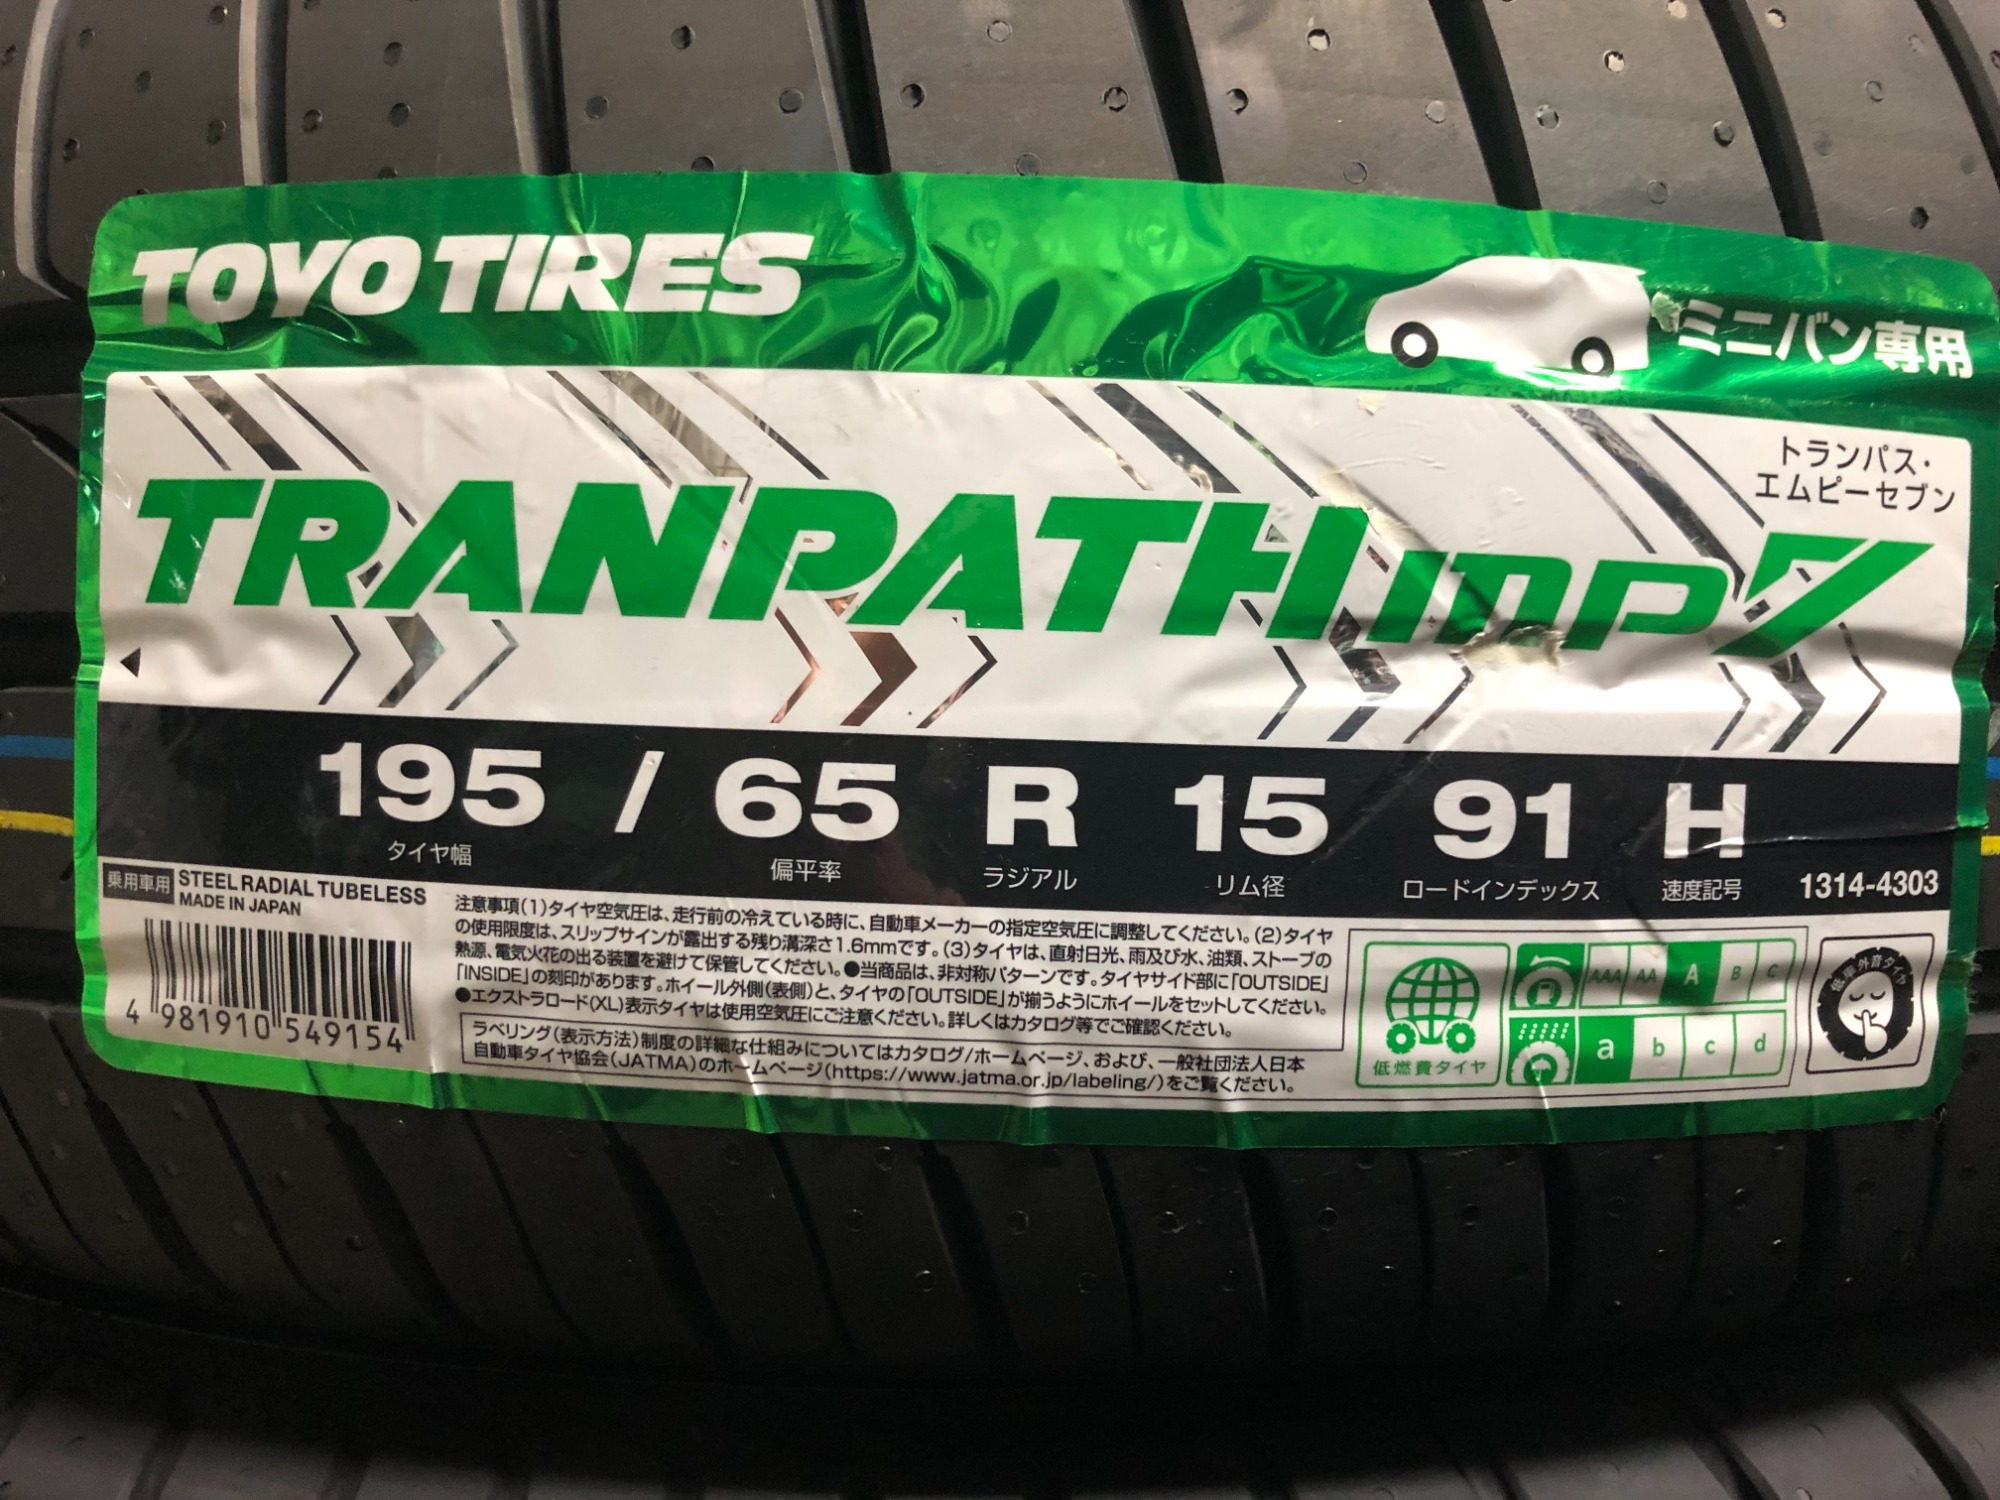 TOYO TIRES
ミニバン専用
トランパス・
エムピーセブン
TRANPATH mp7
195 / 65 R 15 91 H
タイヤ幅 偏平率 ラジアル リム径 ロードインデックス 速度記号 1314-4303
乗用車用 STEEL RADIAL TUBELESS
MADE IN JAPAN
4 981910 549154
注意事項(1)タイヤ空気圧は、走行前の冷えている時に、自動車メーカーの指定空気圧に調整してください。(2)タイヤ
の使用限度は、スリップサインが露出する残り溝深さ1.6mmです。(3)タイヤは、直射日光、雨及び水、油類、ストーブの
熱源、電気火花の出る装置を避けて保管してください。●当商品は、非対称パターンです。タイヤサイド部に「OUTSIDE」
「INSIDE」の刻印があります。ホイール外側(表側)と、タイヤの「OUTSIDE」が揃うようにホイールをセットしてください。
●エクストラロード(XL)表示タイヤは使用空気圧にご注意ください。詳しくはカタログ等でご確認ください。
ラベリング(表示方法)制度の詳細な仕組みについてはカタログ/ホームページ、および、一般社団法人日本
自動車タイヤ協会(JATMA)のホームページ(https://www.jatma.or.jp/labeling/)をご覧ください。
低燃費タイヤ
AAA AA A B C
a b c d
低車外音タイヤ